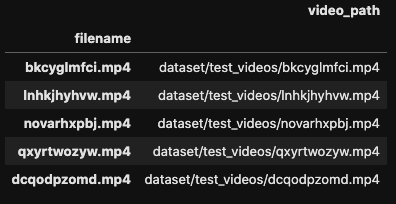 video_path
filename
bkcyglmfci.mp4 dataset/test_videos/bkcyglmfci.mp4
lnhkjhyhvw.mp4 dataset/test_videos/lnhkjhyhvw.mp4
novarhxpbj.mp4 dataset/test_videos/novarhxpbj.mp4
qxyrtwozyw.mp4 dataset/test_videos/qxyrtwozyw.mp4
dcqodpzomd.mp4 dataset/test_videos/dcqodpzomd.mp4